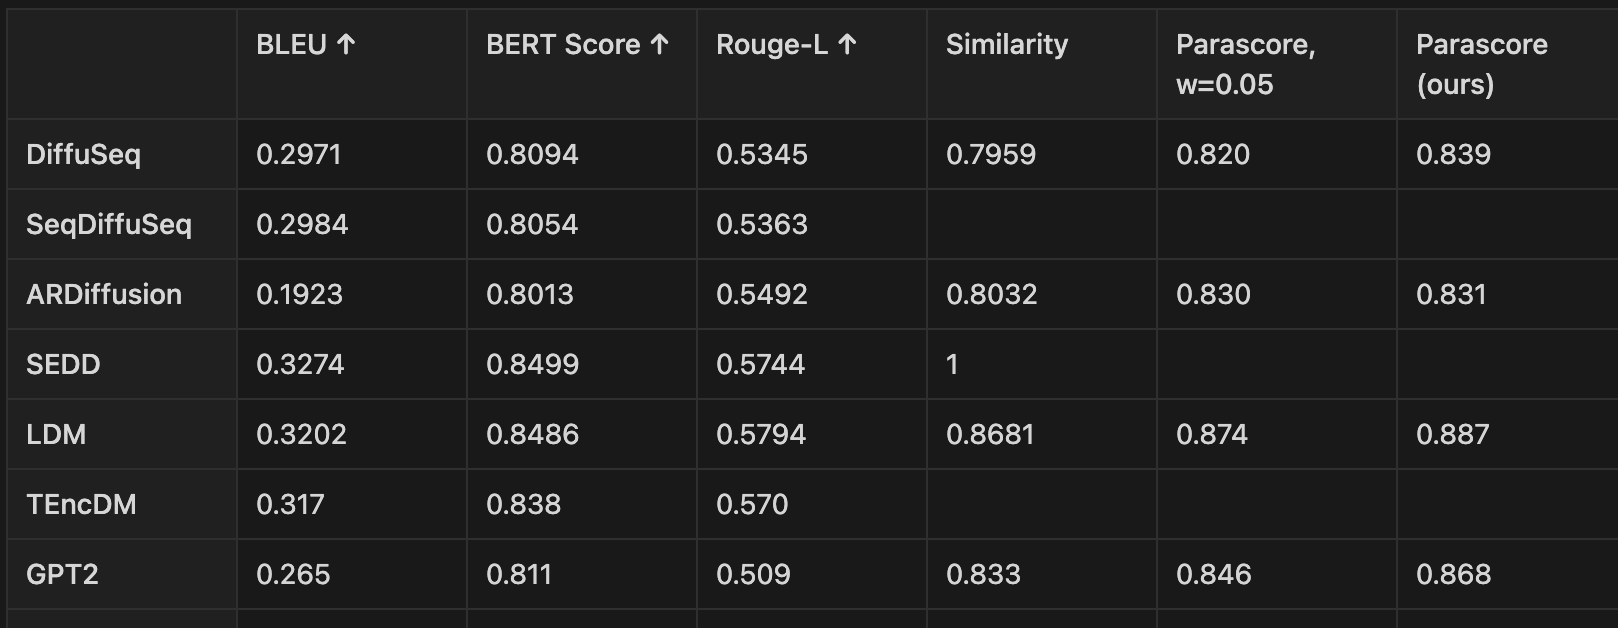 BLEU ↑ BERT Score ↑ Rouge-L ↑ Similarity Parascore, w=0.05 Parascore (ours)
DiffuSeq 0.2971 0.8094 0.5345 0.7959 0.820 0.839
SeqDiffuSeq 0.2984 0.8054 0.5363
ARDiffusion 0.1923 0.8013 0.5492 0.8032 0.830 0.831
SEDD 0.3274 0.8499 0.5744 1
LDM 0.3202 0.8486 0.5794 0.8681 0.874 0.887
TEncDM 0.317 0.838 0.570
GPT2 0.265 0.811 0.509 0.833 0.846 0.868